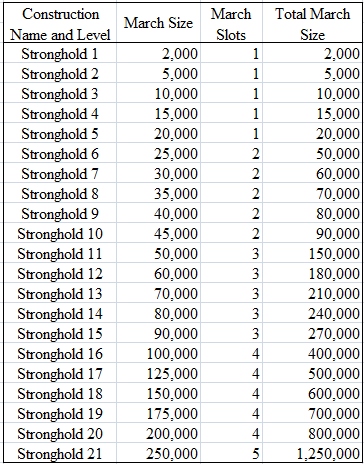 Construction Name and Level March Size March Slots Total March Size
Stronghold 1 2,000 1 2,000
Stronghold 2 5,000 1 5,000
Stronghold 3 10,000 1 10,000
Stronghold 4 15,000 1 15,000
Stronghold 5 20,000 1 20,000
Stronghold 6 25,000 2 50,000
Stronghold 7 30,000 2 60,000
Stronghold 8 35,000 2 70,000
Stronghold 9 40,000 2 80,000
Stronghold 10 45,000 2 90,000
Stronghold 11 50,000 3 150,000
Stronghold 12 60,000 3 180,000
Stronghold 13 70,000 3 210,000
Stronghold 14 80,000 3 240,000
Stronghold 15 90,000 3 270,000
Stronghold 16 100,000 4 400,000
Stronghold 17 125,000 4 500,000
Stronghold 18 150,000 4 600,000
Stronghold 19 175,000 4 700,000
Stronghold 20 200,000 4 800,000
Stronghold 21 250,000 5 1,250,000